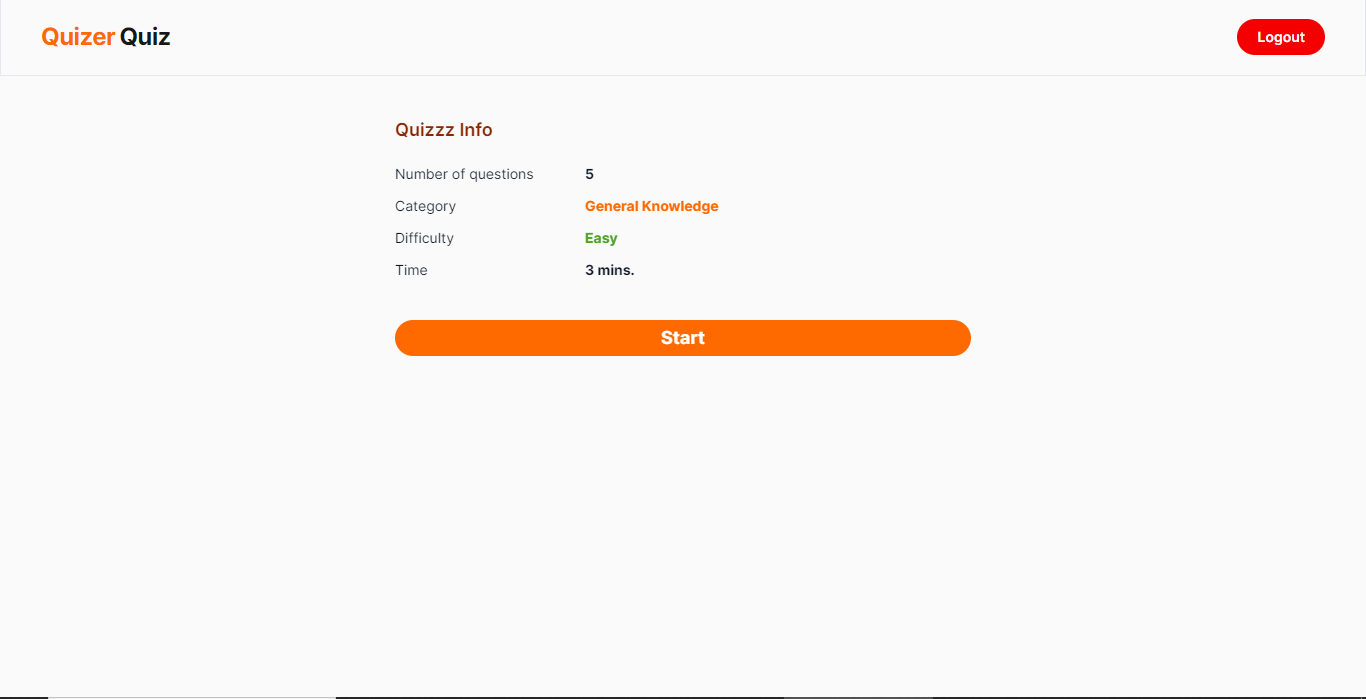 Quizer Quiz
Logout
Quizzz Info
Number of questions 5
Category General Knowledge
Difficulty Easy
Time 3 mins.
Start